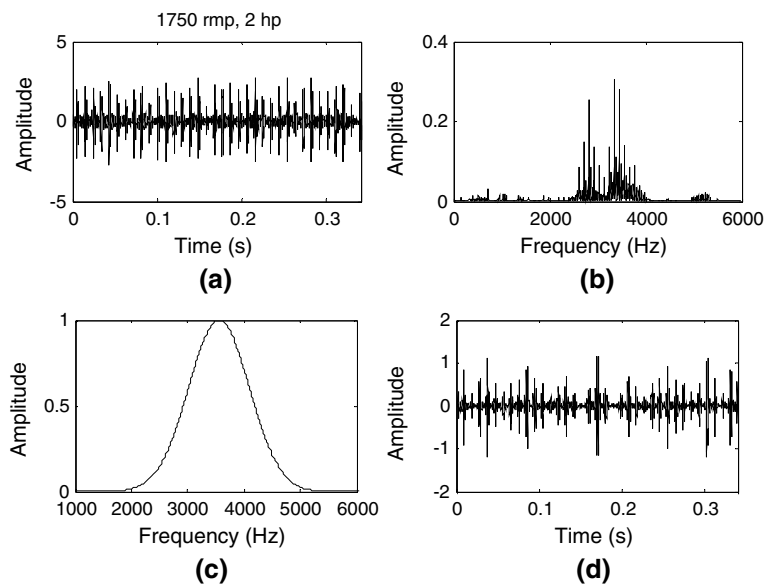 1750 rmp, 2 hp
5
0
-5
0
0.1
0.2
0.3
Amplitude
Time (s)
(a)
0.4
0.2
0
0
2000
4000
6000
Amplitude
Frequency (Hz)
(b)
1
0.5
0
1000
2000
3000
4000
5000
6000
Amplitude
Frequency (Hz)
(c)
2
1
0
-1
-2
0
0.1
0.2
0.3
Amplitude
Time (s)
(d)